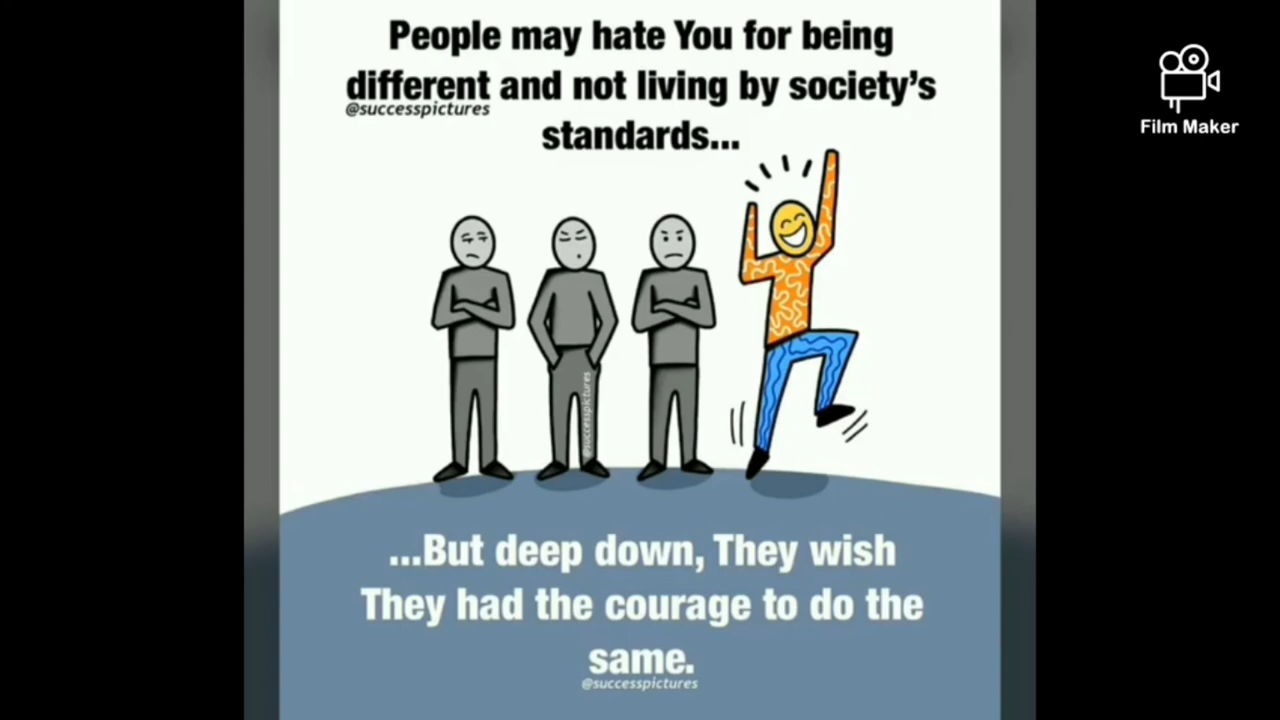 People may hate You for being
different and not living by society's
@successpictures
standards...
Film Maker
@successpictures
...But deep down, They wish
They had the courage to do the
same.
@successpictures